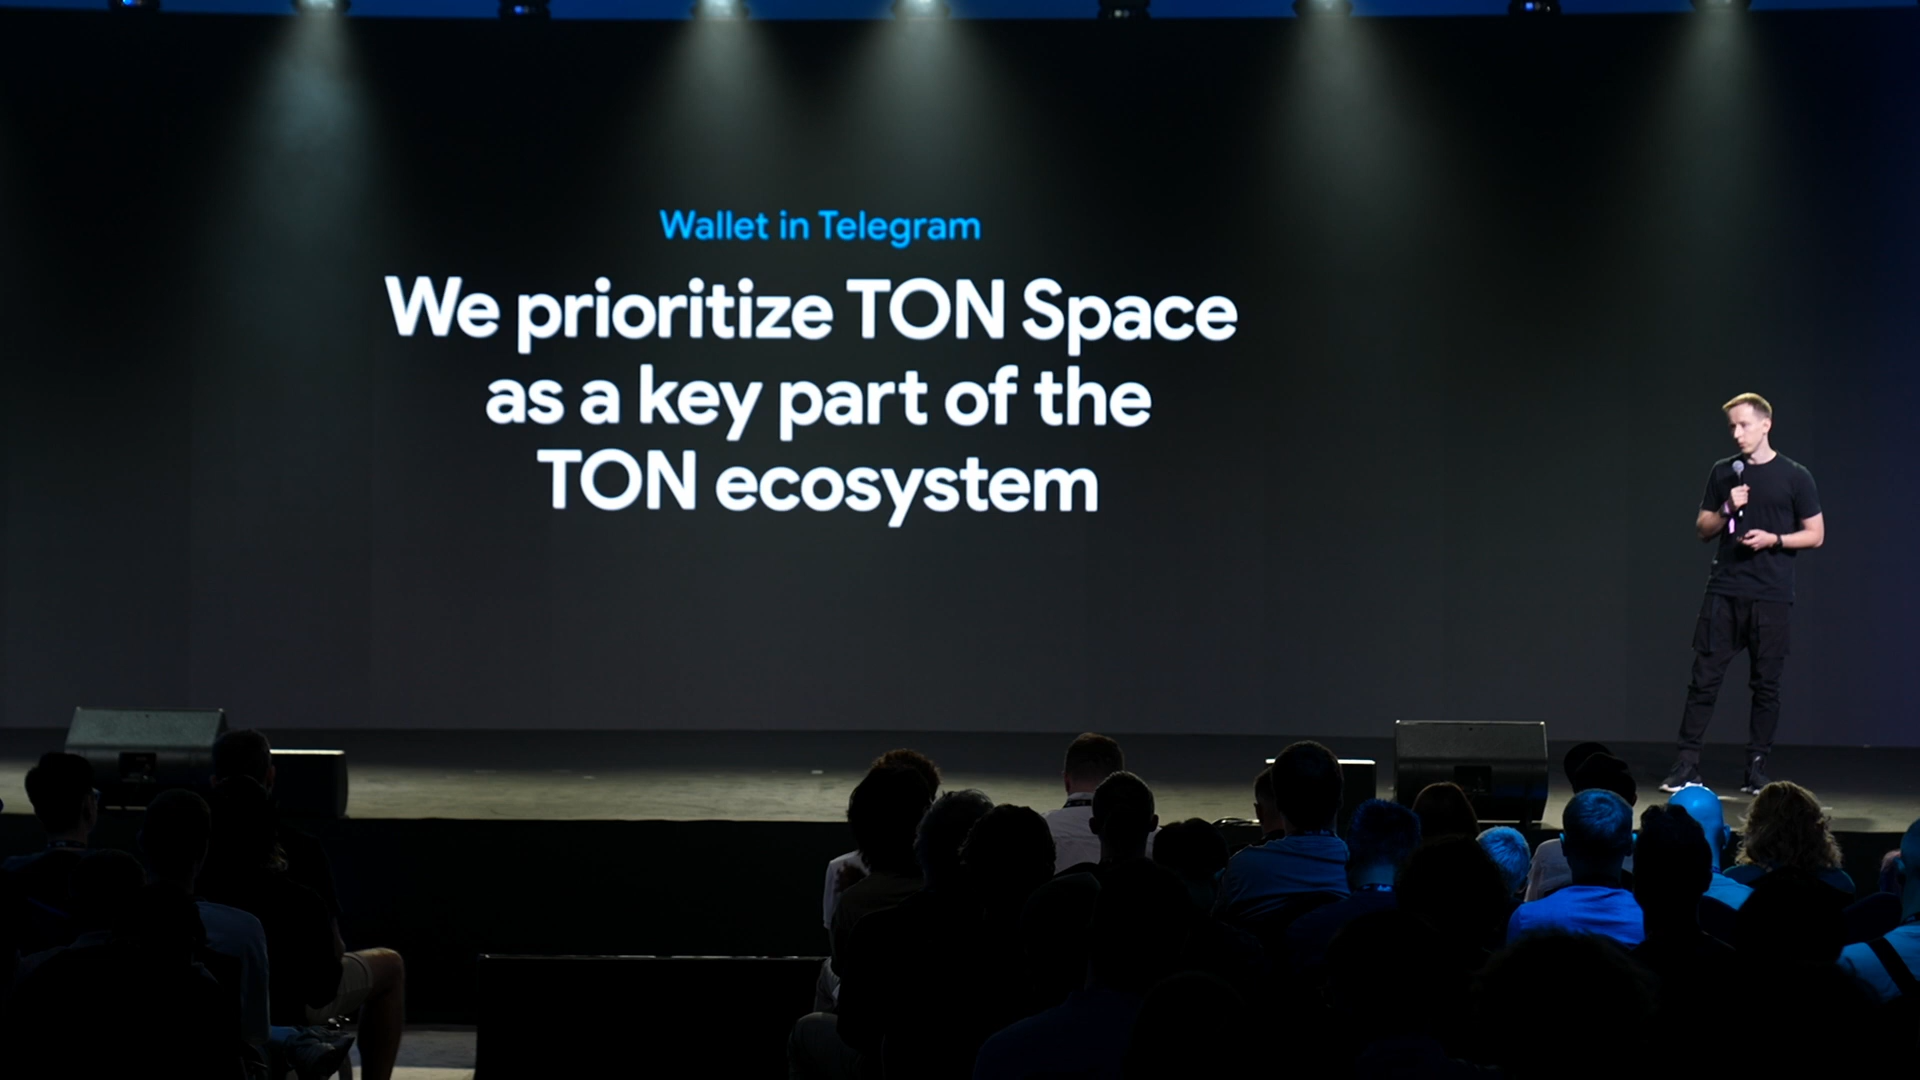 Wallet in Telegram
We prioritize TON Space
as a key part of the
TON ecosystem